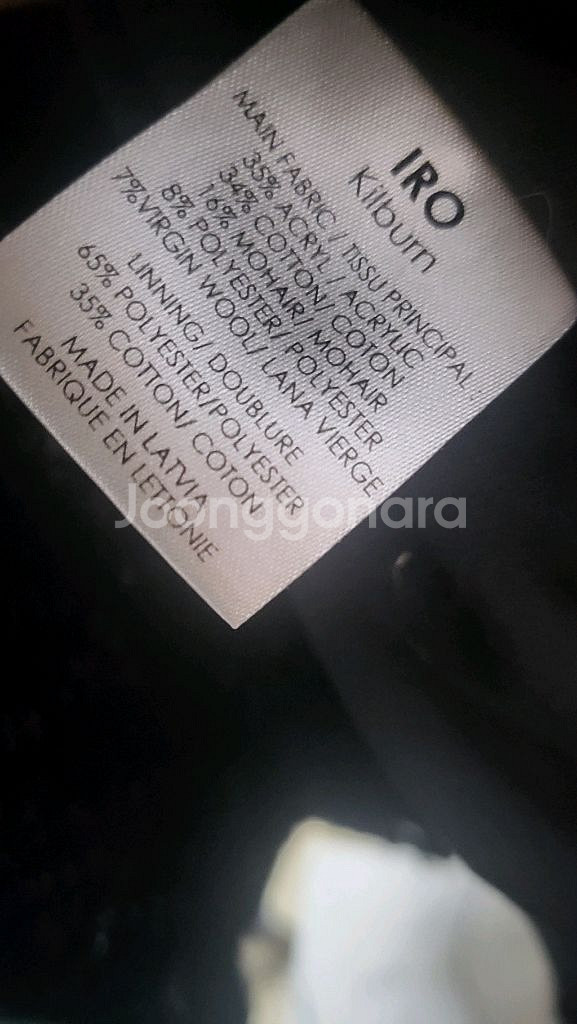 IRO
Kilburn
MAIN FABRIC / TISSU PRINCIPAL
35% ACRYL / ACRYLIC
34% COTTON/ COTON
16% MOHAIR/ MOHAIR
8% POLYESTER/ POLYESTER
7%VIRGIN WOOL/ LANA VIERGE
LINNING/ DOUBLURE
65% POLYESTER/POLYESTER
35% COTTON/ COTON
MADE IN LATVIA
FABRIQUE EN LETTONIE
Joonggonara